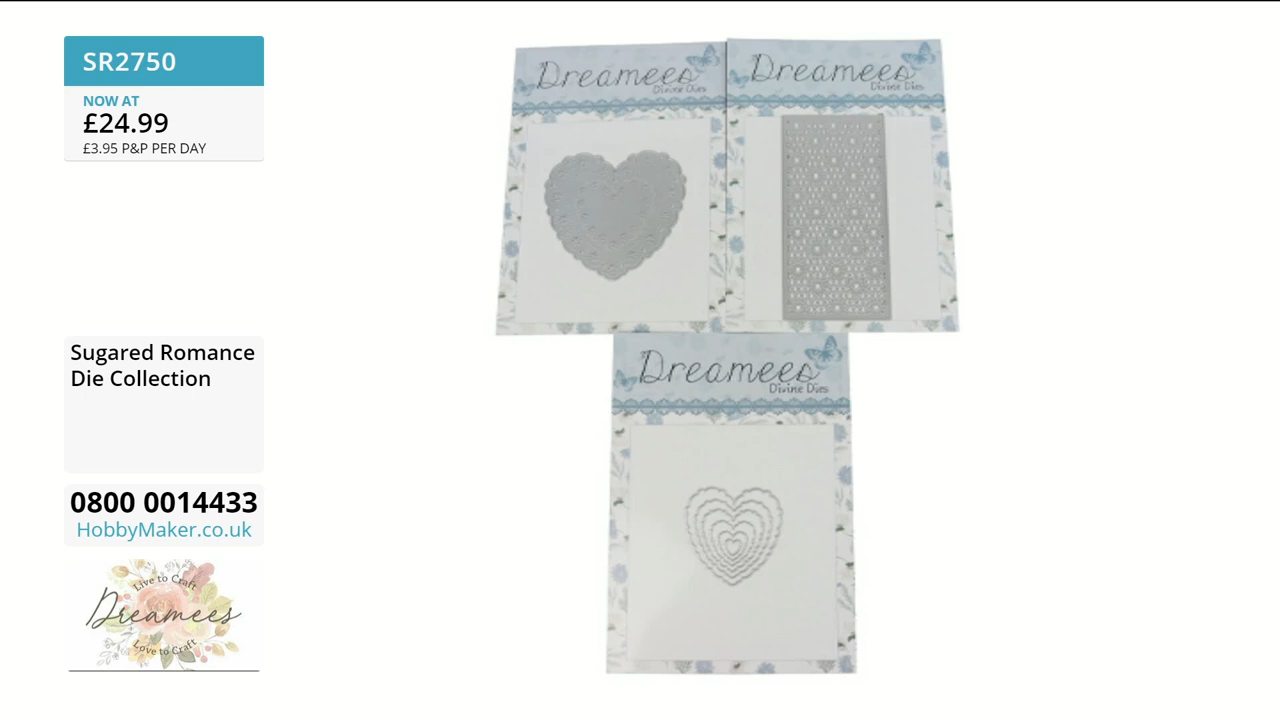 SR2750
NOW AT
£24.99
£3.95 P&P PER DAY
Sugared Romance
Die Collection
0800 0014433
HobbyMaker.co.uk
Live to Craft
Dreamees
Love to Craft
Dreamees
Divine Dies
Dreamees
Divine Dies
Dreamees
Divine Dies